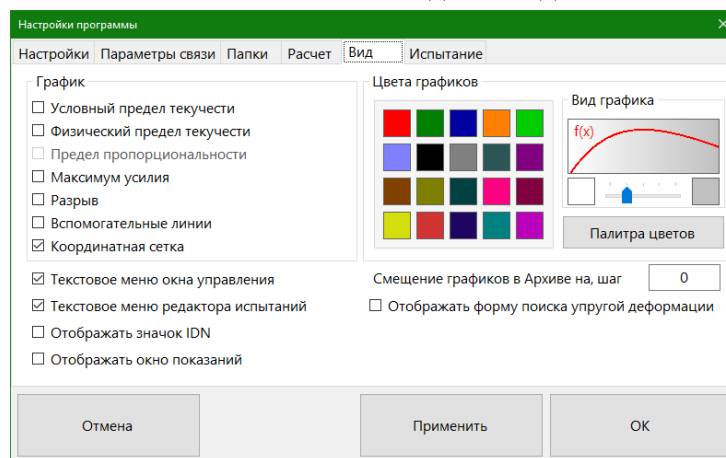 Настройки программы
Настройки Параметры связи Папки Расчет Вид Испытание
График
Условный предел текучести
Физический предел текучести
Предел пропорциональности
Максимум усилия
Разрыв
Вспомогательные линии
Координатная сетка
Цвета графиков
Вид графика
f(x)
Палитра цветов
Текстовое меню окна управления
Текстовое меню редактора испытаний
Отображать значок IDN
Отображать окно показаний
Смещение графиков в Архиве на, шаг 0
Отображать форму поиска упругой деформации
Отмена Применить OK